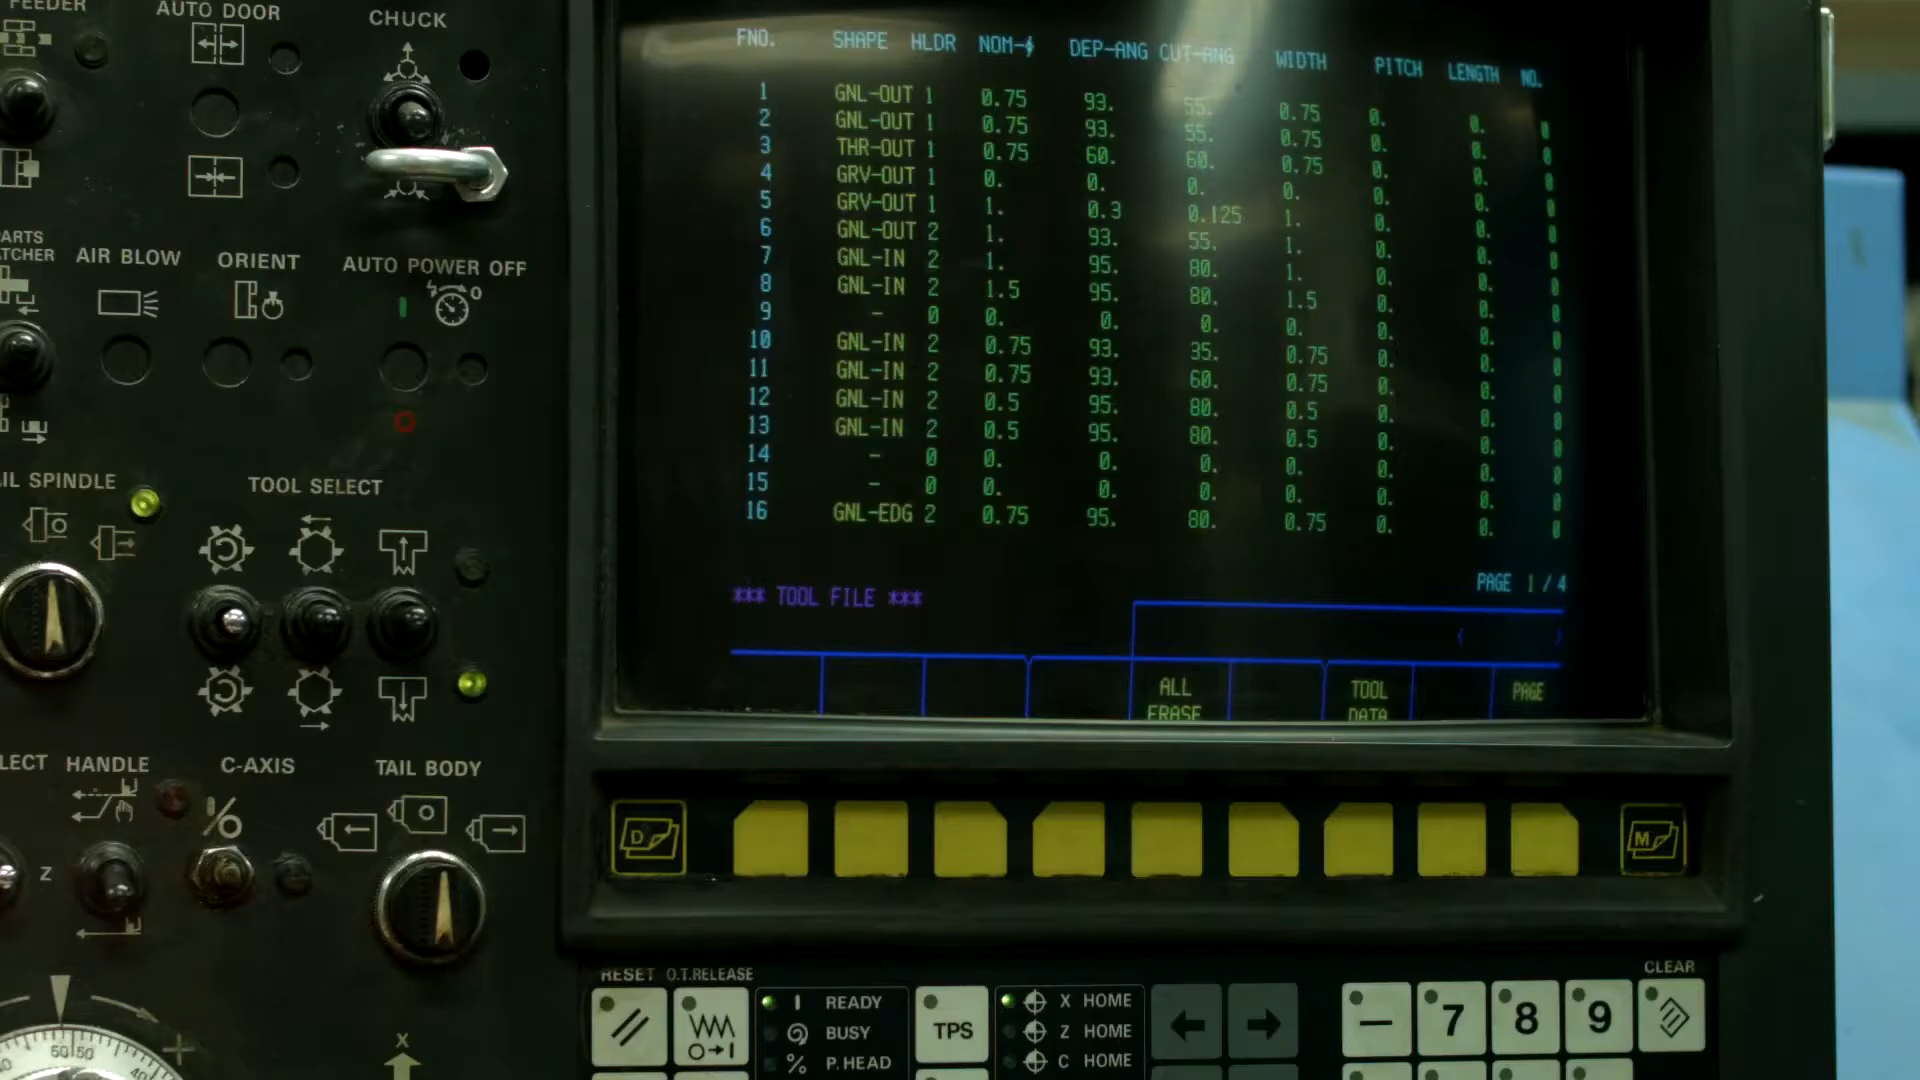 FEEDER
AUTO DOOR
CHUCK
AIR BLOW
ORIENT
AUTO POWER OFF
O
TOOL SELECT
SPINDLE
HANDLE
C-AXIS
TAIL BODY
Z
X
50 50
FNO. SHAPE HLDR NOM-φ DEP-ANG CUT-ANG WIDTH PITCH LENGTH NO.
1 GNL-OUT 1 0.75 93. 55. 0.75 0. 0. 0
2 GNL-OUT 1 0.75 93. 55. 0.75 0. 0. 0
3 THR-OUT 1 0.75 60. 60. 0.75 0. 0. 0
4 GRV-OUT 1 0. 0. 0. 0. 0. 0. 0
5 GRV-OUT 1 1. 0.3 0.125 1. 0. 0. 0
6 GNL-OUT 2 1. 93. 55. 1. 0. 0. 0
7 GNL-IN 2 1. 95. 80. 1. 0. 0. 0
8 GNL-IN 2 1.5 95. 80. 1.5 0. 0. 0
9 - 0 0. 0. 0. 0. 0. 0. 0
10 GNL-IN 2 0.75 93. 35. 0.75 0. 0. 0
11 GNL-IN 2 0.75 93. 60. 0.75 0. 0. 0
12 GNL-IN 2 0.5 95. 80. 0.5 0. 0. 0
13 GNL-IN 2 0.5 95. 80. 0.5 0. 0. 0
14 - 0 0. 0. 0. 0. 0. 0. 0
15 - 0 0. 0. 0. 0. 0. 0. 0
16 GNL-EDG 2 0.75 95. 80. 0.75 0. 0. 0
PAGE 1 / 4
*** TOOL FILE ***
( )
ALL
ERASE
TOOL
DATA
PAGE
D
M
RESET O.T.RELEASE
CLEAR
READY
BUSY
P.HEAD
TPS
X HOME
Z HOME
C HOME
− 7 8 9